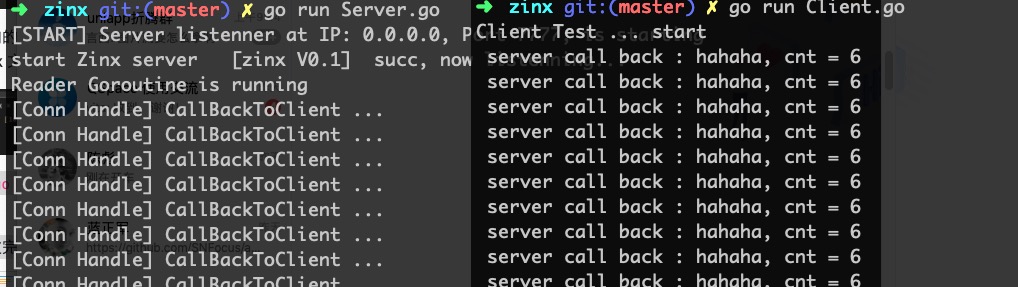 ➜ zinx git:(master) ✗ go run Server.go
[START] Server listenner at IP: 0.0.0.0, P
start Zinx server [zinx V0.1] succ, now
Reader Goroutine is running
[Conn Handle] CallBackToClient ...
[Conn Handle] CallBackToClient ...
[Conn Handle] CallBackToClient ...
[Conn Handle] CallBackToClient ...
[Conn Handle] CallBackToClient ...
[Conn Handle] CallBackToClient ...
[Conn Handle] CallBackToClient ...
[Conn Handle] CallBackToClient ...
https://github.com/SNFocus/a...
➜ zinx git:(master) ✗ go run Client.go
Client Test ... start
server call back : hahaha, cnt = 6
server call back : hahaha, cnt = 6
server call back : hahaha, cnt = 6
server call back : hahaha, cnt = 6
server call back : hahaha, cnt = 6
server call back : hahaha, cnt = 6
server call back : hahaha, cnt = 6
server call back : hahaha, cnt = 6
server call back : hahaha, cnt = 6
server call back : hahaha, cnt = 6